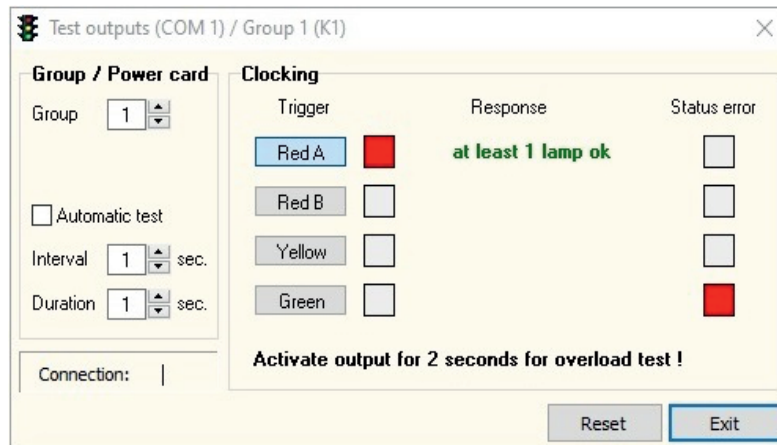 Test outputs (COM 1) / Group 1 (K1)
Group / Power card
Group 1
Automatic test
Interval 1 sec.
Duration 1 sec.
Connection: |
Clocking
Trigger Response Status error
Red A at least 1 lamp ok
Red B
Yellow
Green
Activate output for 2 seconds for overload test !
Reset Exit